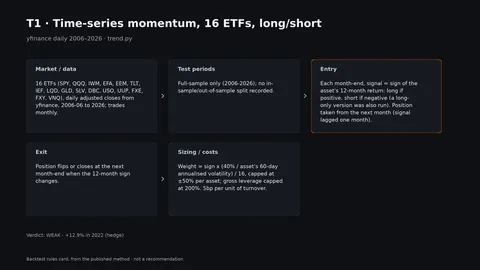 T1 · Time-series momentum, 16 ETFs, long/short
yfinance daily 2006–2026 · trend.py
Market / data
16 ETFs (SPY, QQQ, IWM, EFA, EEM, TLT,
IEF, LQD, GLD, SLV, DBC, USO, UUP, FXE,
FXY, VNQ), daily adjusted closes from
yfinance, 2006-06 to 2026; trades
monthly.
›
Test periods
Full-sample only (2006-2026); no in-
sample/out-of-sample split recorded.
›
Entry
Each month-end, signal = sign of the
asset's 12-month return: long if
positive, short if negative (a long-
only version was also run). Position
taken from the next month (signal
lagged one month).
Exit
Position flips or closes at the next
month-end when the 12-month sign
changes.
›
Sizing / costs
Weight = sign x (40% / asset's 60-day
annualised volatility) / 16, capped at
±50% per asset; gross leverage capped
at 200%. 5bp per unit of turnover.
Verdict: WEAK · +12.9% in 2022 (hedge)
Backtest rules card, from the published method · not a recommendation.